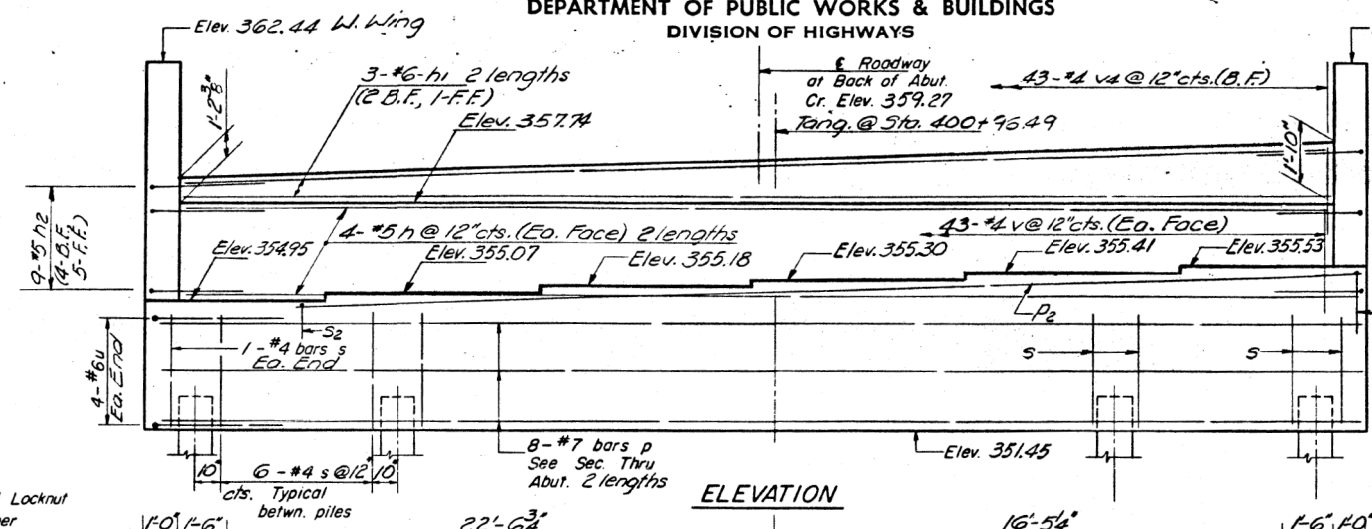 DEPARTMENT OF PUBLIC WORKS & BUILDINGS
DIVISION OF HIGHWAYS
Elev. 362.44 W. Wing
3-#6-h1 2 lengths
(2 B.F., 1-F.F.)
1'-2 3/8"
Elev. 357.74
℄ Roadway
at Back of Abut.
Cr. Elev. 359.27
Tang. @ Sta. 400+96.49
43-#4 v4 @ 12"cts. (B.F.)
1'-10"
9-#5 h2
(4-B.F.
5-F.F.)
4-#5 h @ 12"cts. (Ea. Face) 2 lengths
43-#4 v @ 12"cts. (Ea. Face)
Elev. 354.95
Elev. 355.07
Elev. 355.18
Elev. 355.30
Elev. 355.41
Elev. 355.53
p2
s2
1-#4 bars s
Ea. End
4-#6u
Ea. End
s
s
10"
6-#4 s @ 12"
10"
cts. Typical
betwn. piles
8-#7 bars p
See Sec. Thru
Abut. 2 lengths
Elev. 351.45
ELEVATION
Locknut
1'-0"
1'-6"
22'-6 3/4"
16'-5 1/4"
1'-6"
1'-0"